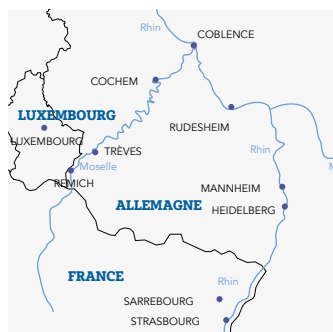 Rhin
COBLENCE
COCHEM
LUXEMBOURG
RUDESHEIM
LUXEMBOURG
TRÈVES
Rhin
Moselle
M
REMICH
MANNHEIM
ALLEMAGNE
HEIDELBERG
FRANCE
Rhin
SARREBOURG
STRASBOURG